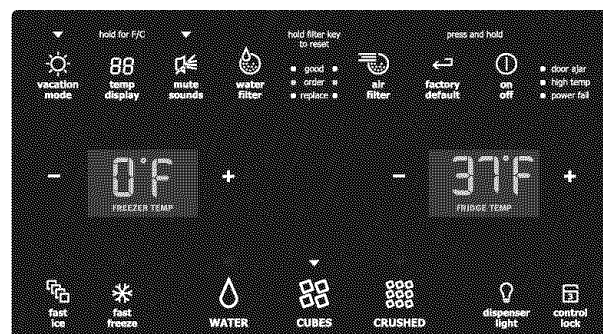 hold for F/C
hold filter key
to reset
press and hold
88
vacation
mode
temp
display
mute
sounds
water
filter
good
order
replace
air
filter
factory
default
on
off
door ajar
high temp
power fail
- 0°F +
FREEZER TEMP
- 37°F +
FRIDGE TEMP
fast
ice
fast
freeze
WATER
CUBES
CRUSHED
dispenser
light
3
control
lock